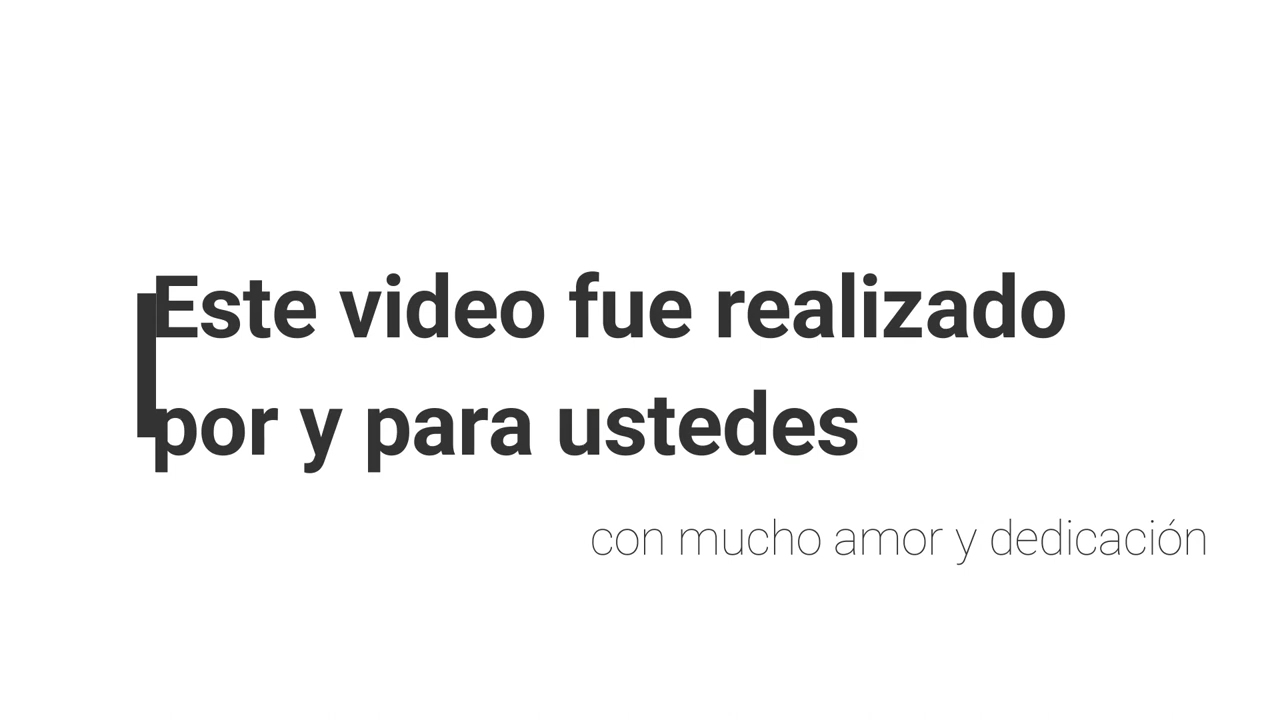 Este video fue realizado
por y para ustedes
con mucho amor y dedicación